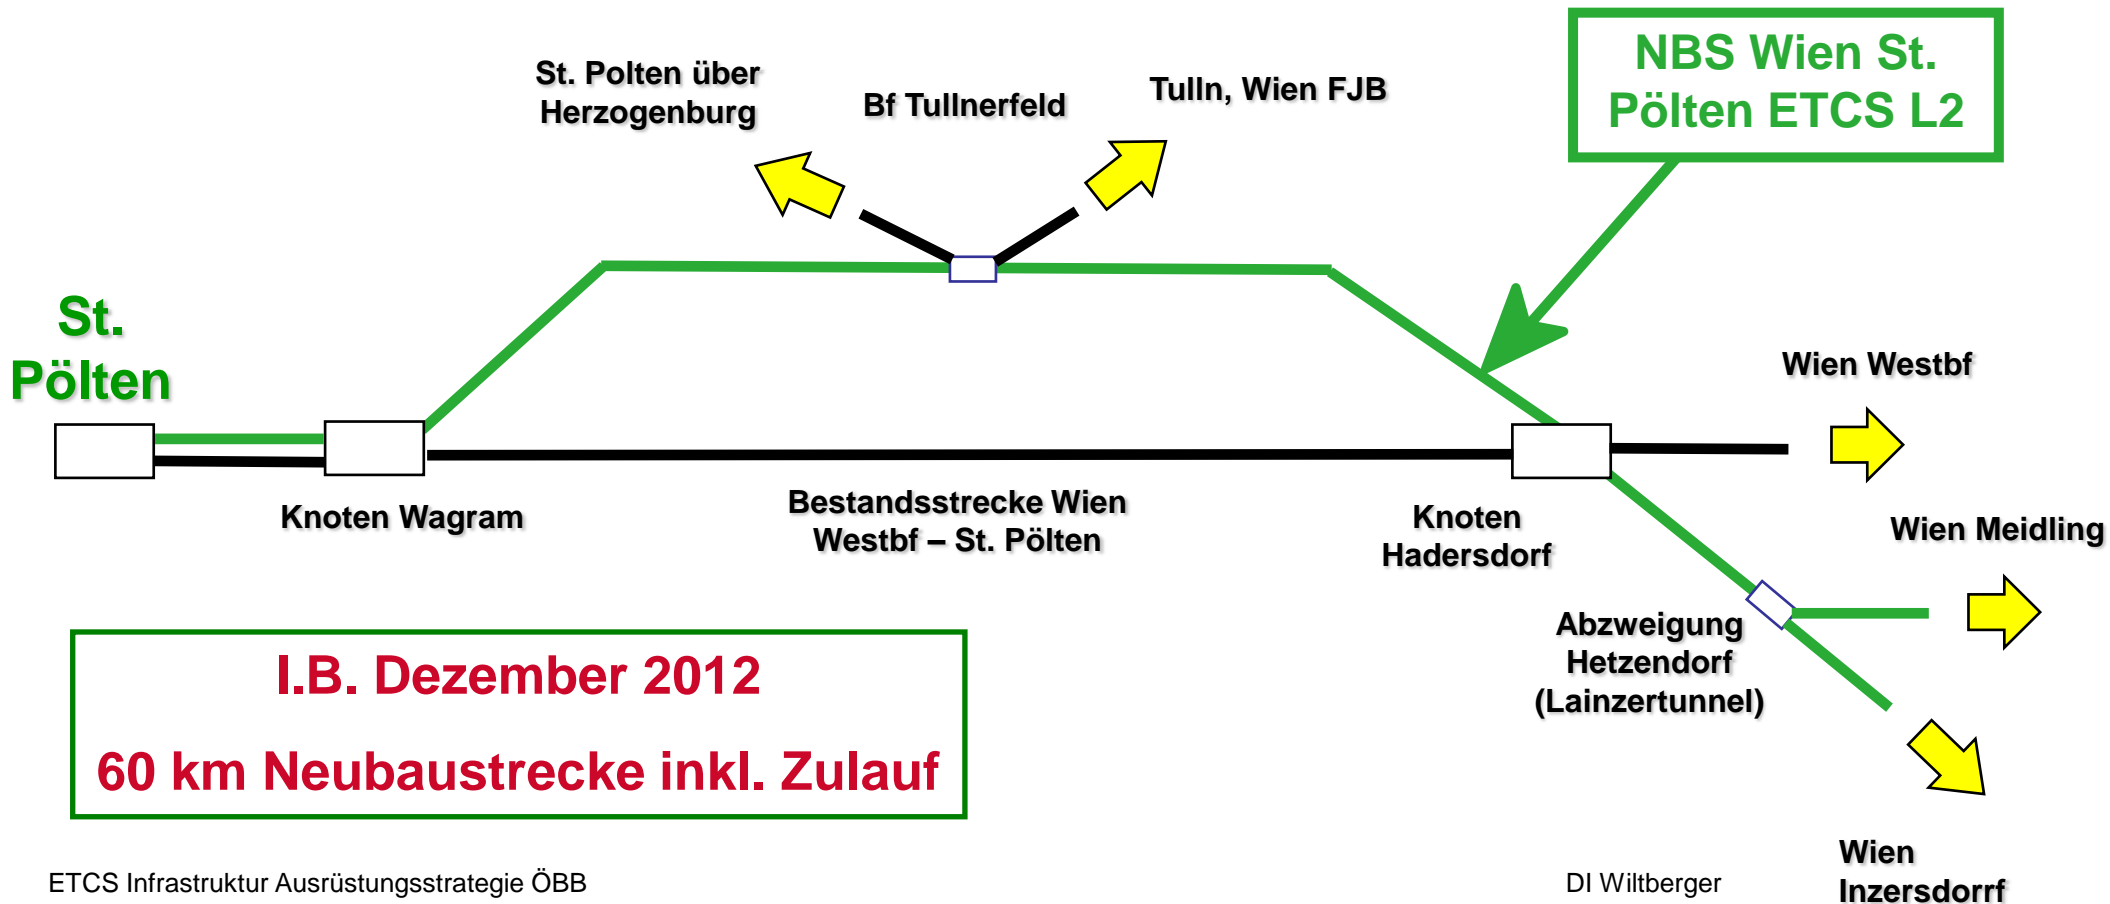 NBS Wien St.
Pölten ETCS L2
St. Polten über
Herzogenburg
Bf Tullnerfeld
Tulln, Wien FJB
St.
Pölten
Wien Westbf
Knoten Wagram
Bestandsstrecke Wien
Westbf – St. Pölten
Knoten
Hadersdorf
Wien Meidling
Abzweigung
Hetzendorf
(Lainzertunnel)
I.B. Dezember 2012
60 km Neubaustrecke inkl. Zulauf
Wien
Inzersdorrf
ETCS Infrastruktur Ausrüstungsstrategie ÖBB
DI Wiltberger